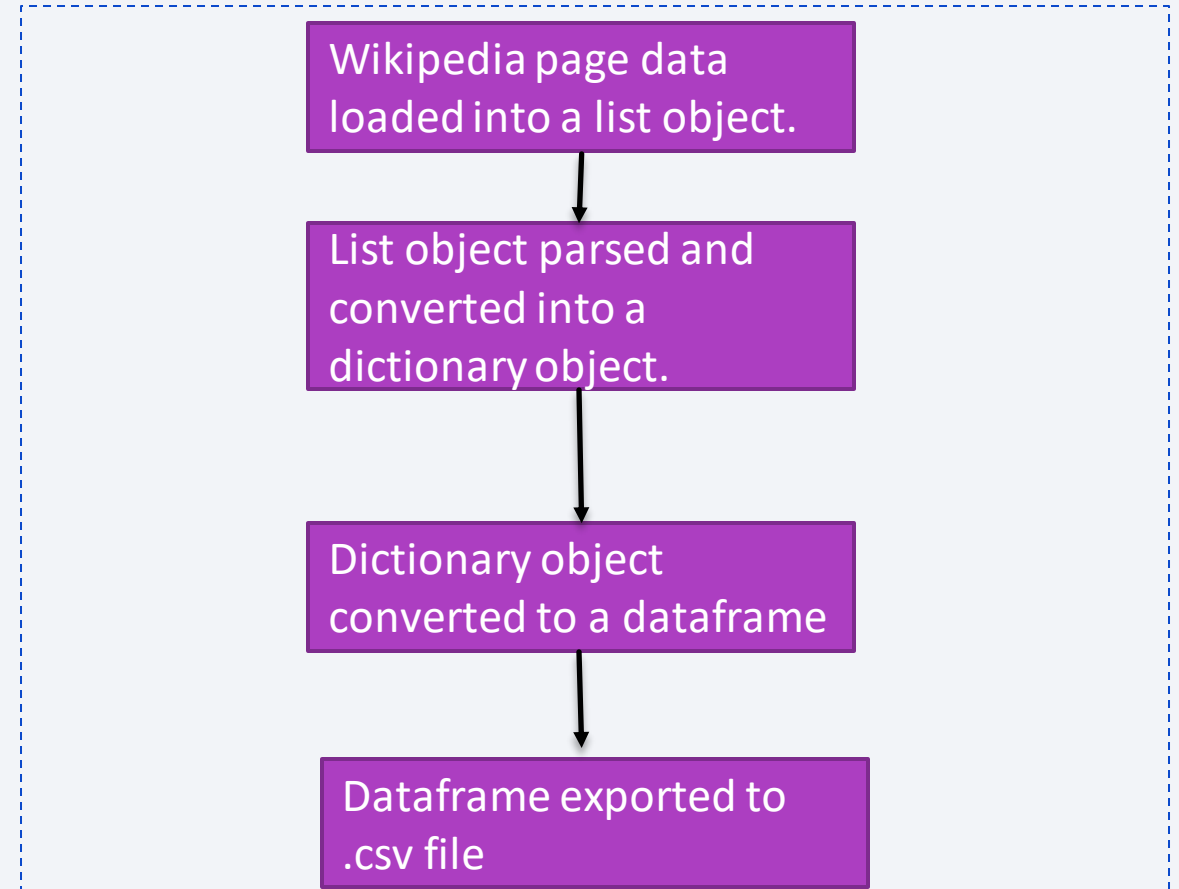 Wikipedia page data
loaded into a list object.
List object parsed and
converted into a
dictionary object.
Dictionary object
converted to a dataframe
Dataframe exported to
.csv file